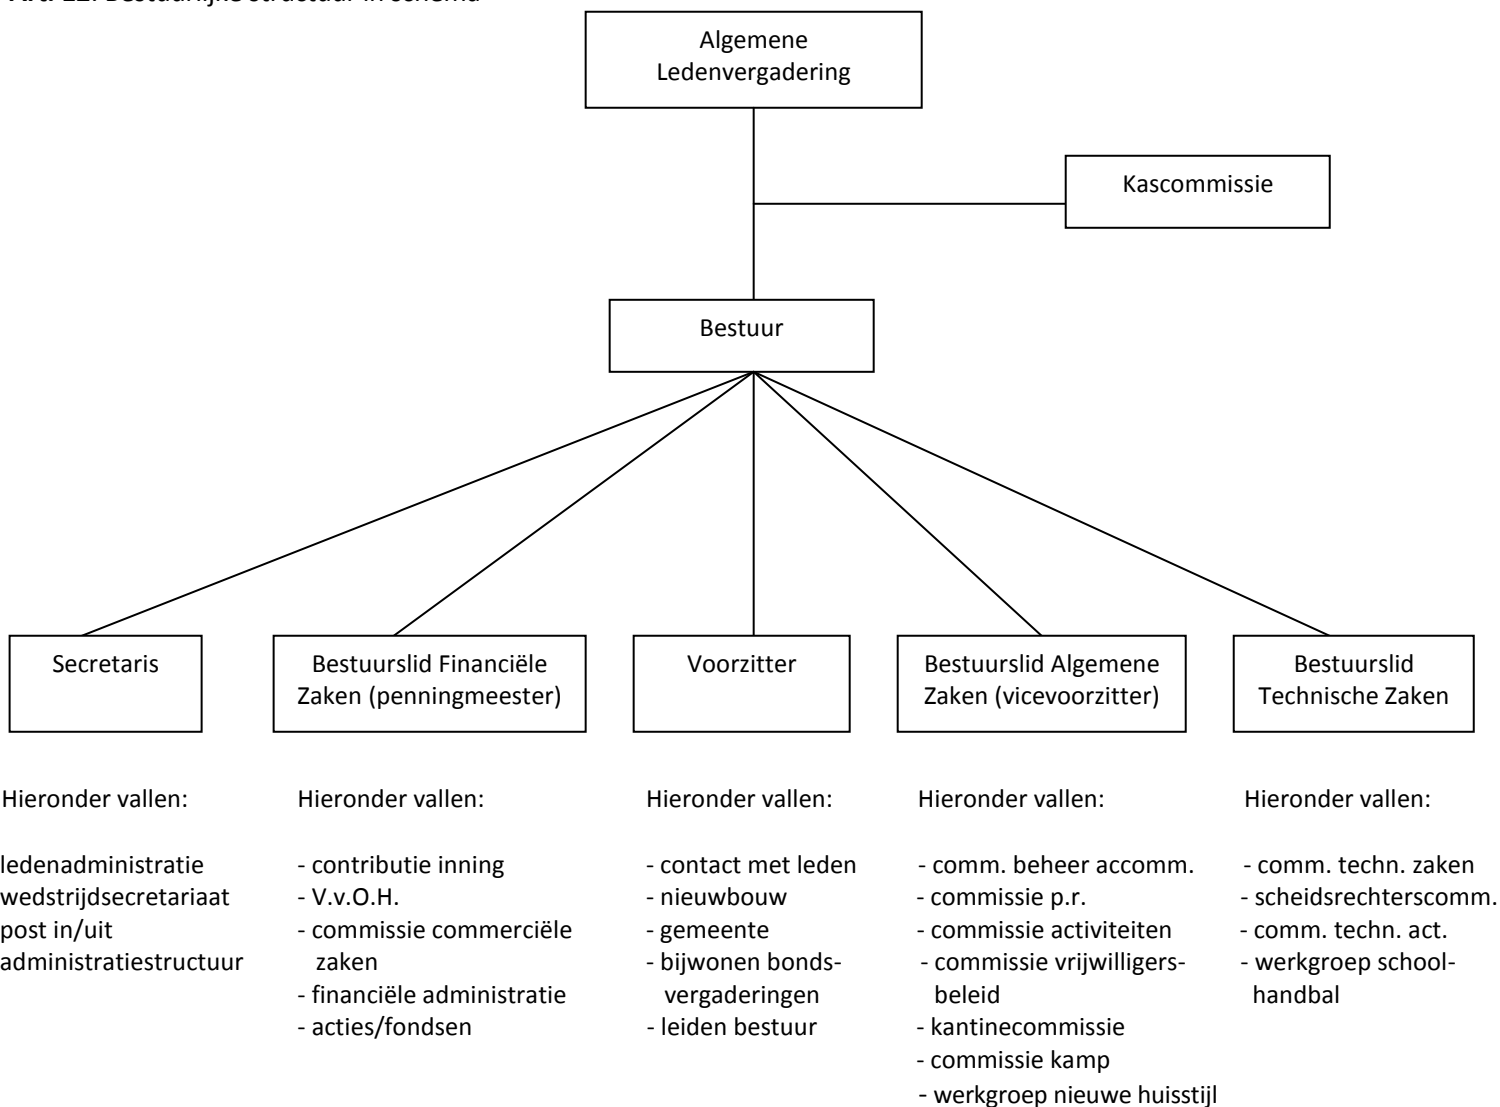 Bestuurlijke structuur in schema
Algemene
Ledenvergadering
Kascommissie
Bestuur
Secretaris
Bestuurslid Financiële
Zaken (penningmeester)
Voorzitter
Bestuurslid Algemene
Zaken (vicevoorzitter)
Bestuurslid
Technische Zaken
Hieronder vallen:
ledenadministratie
wedstrijdsecretariaat
post in/uit
administratiestructuur
Hieronder vallen:
- contributie inning
- V.v.O.H.
- commissie commerciële
zaken
- financiële administratie
- acties/fondsen
Hieronder vallen:
- contact met leden
- nieuwbouw
- gemeente
- bijwonen bonds-
vergaderingen
- leiden bestuur
Hieronder vallen:
- comm. beheer accomm.
- commissie p.r.
- commissie activiteiten
- commissie vrijwilligers-
beleid
- kantinecommissie
- commissie kamp
- werkgroep nieuwe huisstijl
Hieronder vallen:
- comm. techn. zaken
- scheidsrechterscomm.
- comm. techn. act.
- werkgroep school-
handbal